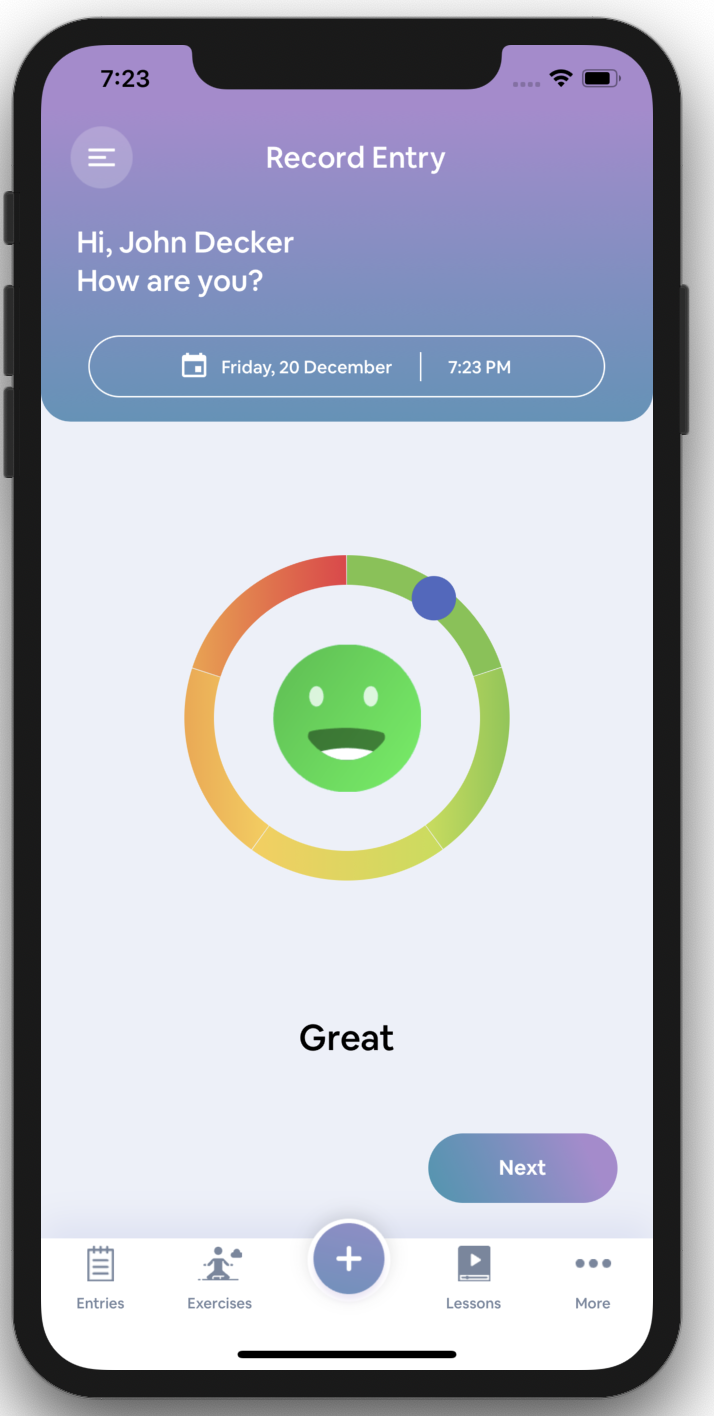 7:23
Record Entry
Hi, John Decker
How are you?
Friday, 20 December 7:23 PM
Great
Next
Entries Exercises Lessons More